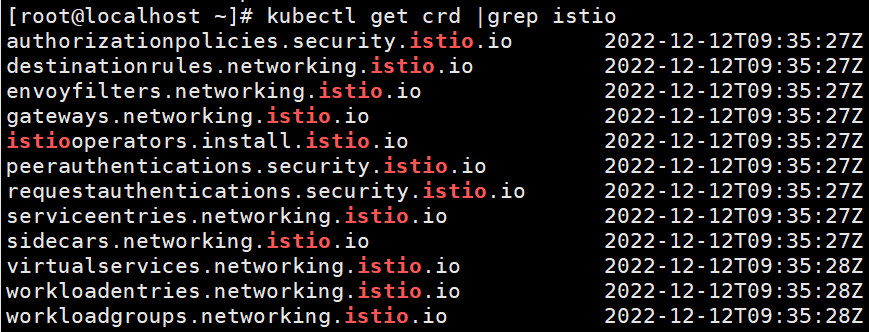 [root@localhost ~]# kubectl get crd |grep istio
authorizationpolicies.security.istio.io       2022-12-12T09:35:27Z
destinationrules.networking.istio.io          2022-12-12T09:35:27Z
envoyfilters.networking.istio.io              2022-12-12T09:35:27Z
gateways.networking.istio.io                  2022-12-12T09:35:27Z
istiooperators.install.istio.io               2022-12-12T09:35:27Z
peerauthentications.security.istio.io         2022-12-12T09:35:27Z
requestauthentications.security.istio.io      2022-12-12T09:35:27Z
serviceentries.networking.istio.io            2022-12-12T09:35:27Z
sidecars.networking.istio.io                  2022-12-12T09:35:27Z
virtualservices.networking.istio.io           2022-12-12T09:35:28Z
workloadentries.networking.istio.io           2022-12-12T09:35:28Z
workloadgroups.networking.istio.io            2022-12-12T09:35:28Z